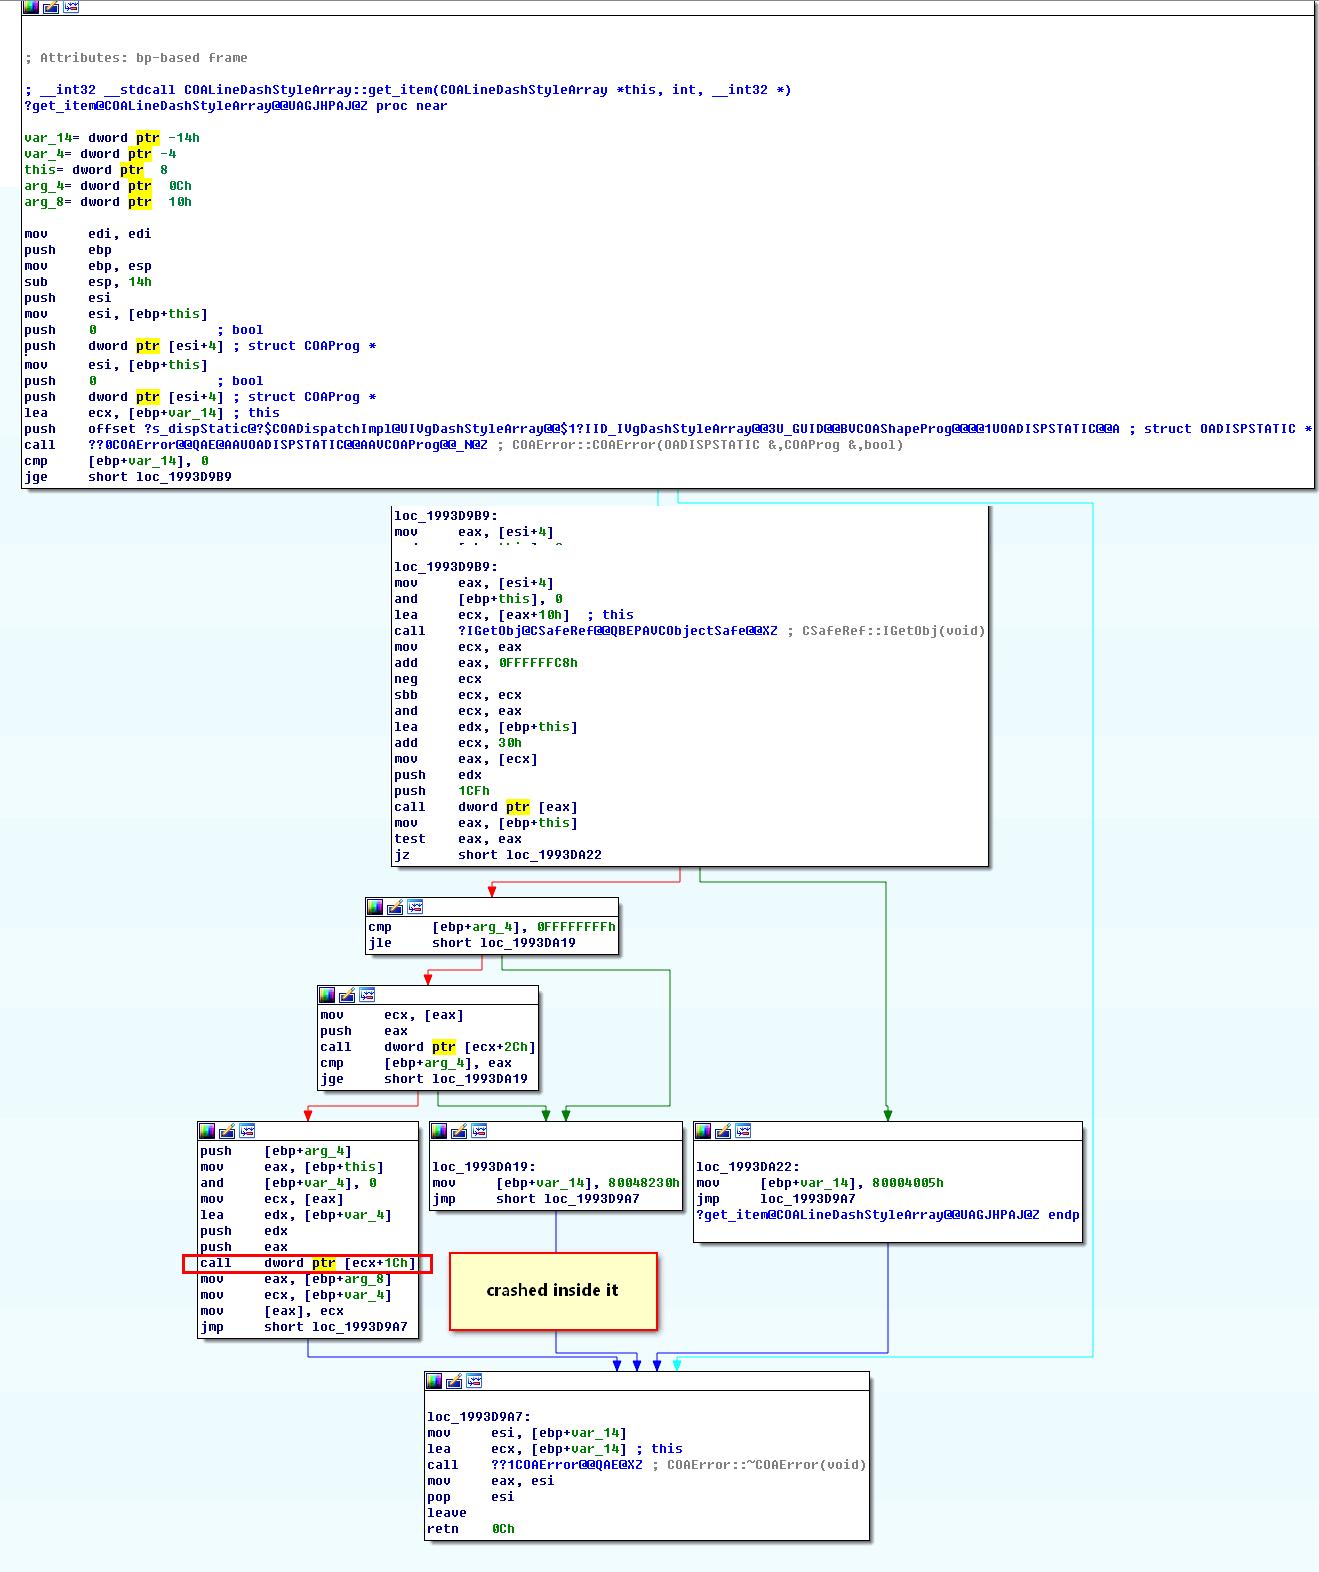 ; Attributes: bp-based frame
; __int32 __stdcall COALineDashStyleArray::get_item(COALineDashStyleArray *this, int, __int32 *)
?get_item@COALineDashStyleArray@@UAGJHPAJ@Z proc near
var_14= dword ptr -14h
var_4= dword ptr -4
this= dword ptr  8
arg_4= dword ptr  0Ch
arg_8= dword ptr  10h
mov     edi, edi
push    ebp
mov     ebp, esp
sub     esp, 14h
push    esi
mov     esi, [ebp+this]
push    0               ; bool
push    dword ptr [esi+4] ; struct COAProg *
mov     esi, [ebp+this]
push    0               ; bool
push    dword ptr [esi+4] ; struct COAProg *
lea     ecx, [ebp+var_14] ; this
push    offset ?s_dispStatic@?$COADispatchImpl@UIVgDashStyleArray@@$1?IID_IVgDashStyleArray@@3U_GUID@@BVCOAShapeProg@@@@1UOADISPSTATIC@@A ; struct OADISPSTATIC *
call    ??0COAError@@QAE@AAUOADISPSTATIC@@AAVCOAProg@@_N@Z ; COAError::COAError(OADISPSTATIC &,COAProg &,bool)
cmp     [ebp+var_14], 0
jge     short loc_1993D9B9
loc_1993D9B9:
mov     eax, [esi+4]
loc_1993D9B9:
mov     eax, [esi+4]
and     [ebp+this], 0
lea     ecx, [eax+10h]  ; this
call    ?IGetObj@CSafeRef@@QBEPAVCObjectSafe@@XZ ; CSafeRef::IGetObj(void)
mov     ecx, eax
add     eax, 0FFFFFFC8h
neg     ecx
sbb     ecx, ecx
and     ecx, eax
lea     edx, [ebp+this]
add     ecx, 30h
mov     eax, [ecx]
push    edx
push    1CFh
call    dword ptr [eax]
mov     eax, [ebp+this]
test    eax, eax
jz      short loc_1993DA22
cmp     [ebp+arg_4], 0FFFFFFFFh
jle     short loc_1993DA19
mov     ecx, [eax]
push    eax
call    dword ptr [ecx+2Ch]
cmp     [ebp+arg_4], eax
jge     short loc_1993DA19
push    [ebp+arg_4]
mov     eax, [ebp+this]
and     [ebp+var_4], 0
mov     ecx, [eax]
lea     edx, [ebp+var_4]
push    edx
push    eax
call    dword ptr [ecx+1Ch]
mov     eax, [ebp+arg_8]
mov     ecx, [ebp+var_4]
mov     [eax], ecx
jmp     short loc_1993D9A7
loc_1993DA19:
mov     [ebp+var_14], 80048230h
jmp     short loc_1993D9A7
crashed inside it
loc_1993DA22:
mov     [ebp+var_14], 80004005h
jmp     loc_1993D9A7
?get_item@COALineDashStyleArray@@UAGJHPAJ@Z endp
loc_1993D9A7:
mov     esi, [ebp+var_14]
lea     ecx, [ebp+var_14] ; this
call    ??1COAError@@QAE@XZ ; COAError::~COAError(void)
mov     eax, esi
pop     esi
leave
retn    0Ch